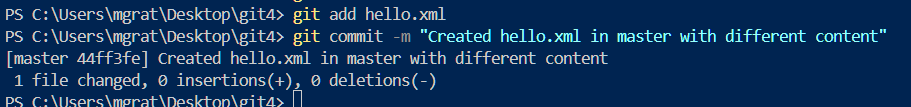 PS C:\Users\mgrat\Desktop\git4> git add hello.xml
PS C:\Users\mgrat\Desktop\git4> git commit -m "Created hello.xml in master with different content"
[master 44ff3fe] Created hello.xml in master with different content
 1 file changed, 0 insertions(+), 0 deletions(-)
PS C:\Users\mgrat\Desktop\git4>